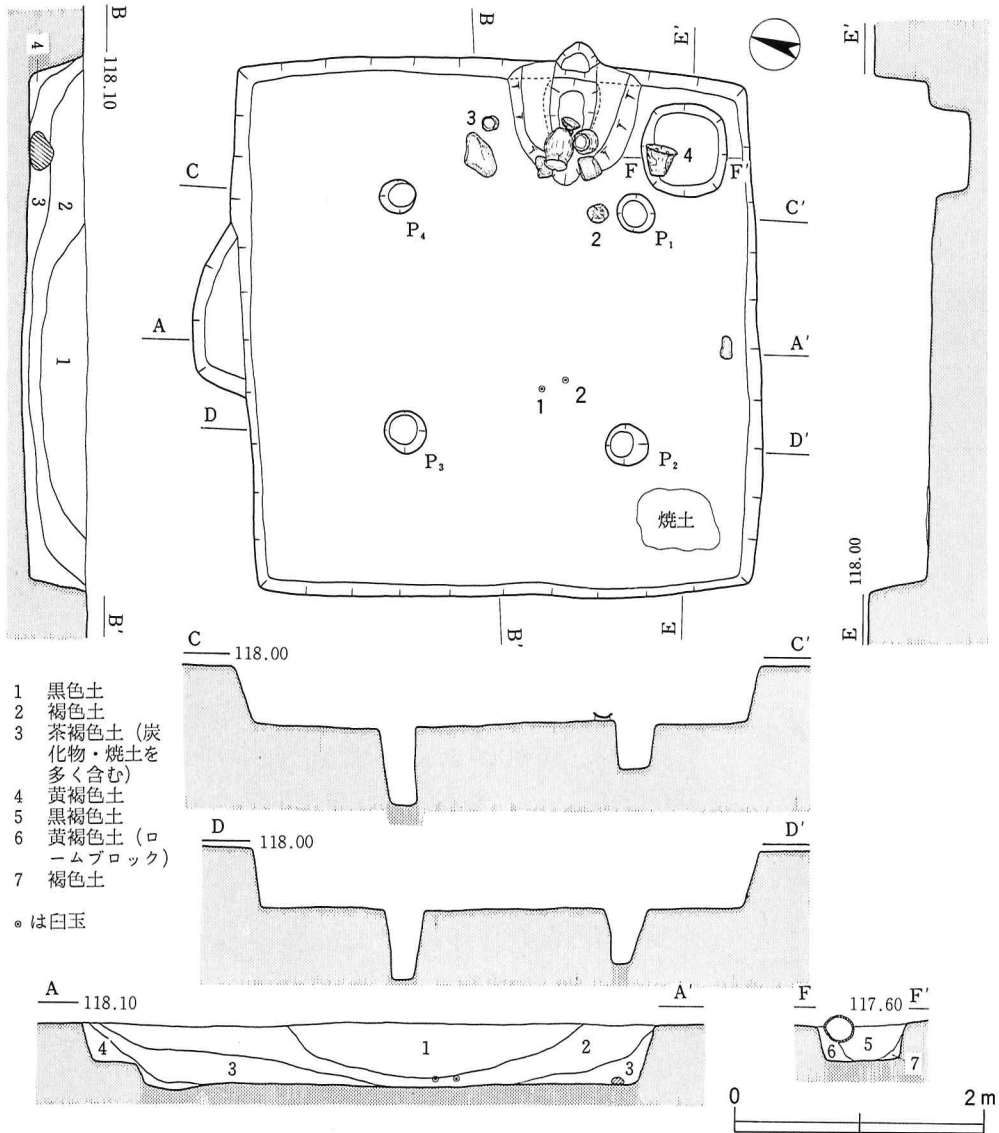 B
118.10
4
3
2
1
B'
B
E'
3
4
F
F'
C
C'
P₄
2
P₁
A
A'
1
2
D
D'
P₃
P₂
焼土
B'
E
E'
118.00
E
C
118.00
C'
1 黒色土
2 褐色土
3 茶褐色土（炭
化物・焼土を
多く含む）
4 黄褐色土
5 黒褐色土
6 黄褐色土（ロ
ームブロック）
7 褐色土
◉は臼玉
D
118.00
D'
A
118.10
A'
4
3
1
2
3
F
117.60
F'
6
5
7
0
2 m